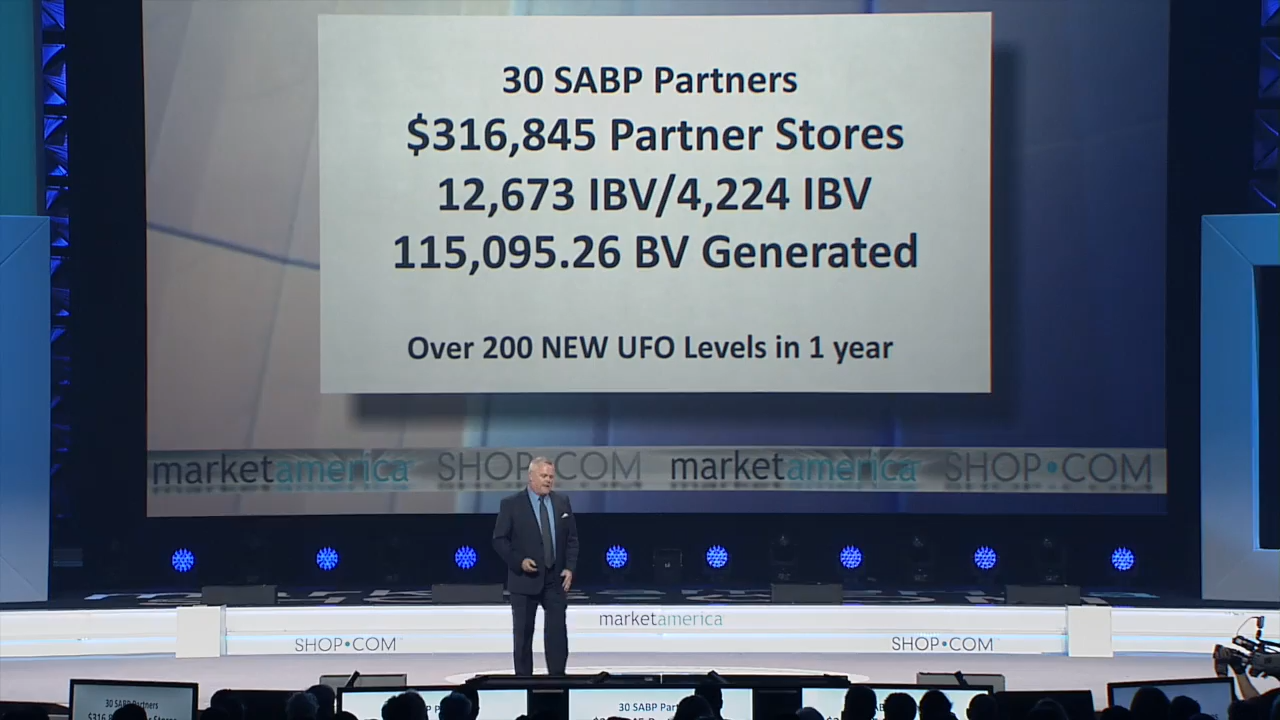 30 SABP Partners
$316,845 Partner Stores
12,673 IBV/4,224 IBV
115,095.26 BV Generated
Over 200 NEW UFO Levels in 1 year
marketamerica SHOP•COM marketamerica SHOP•COM
marketamerica
SHOP•COM SHOP•COM
30 SABP Partners
30 SABP Part